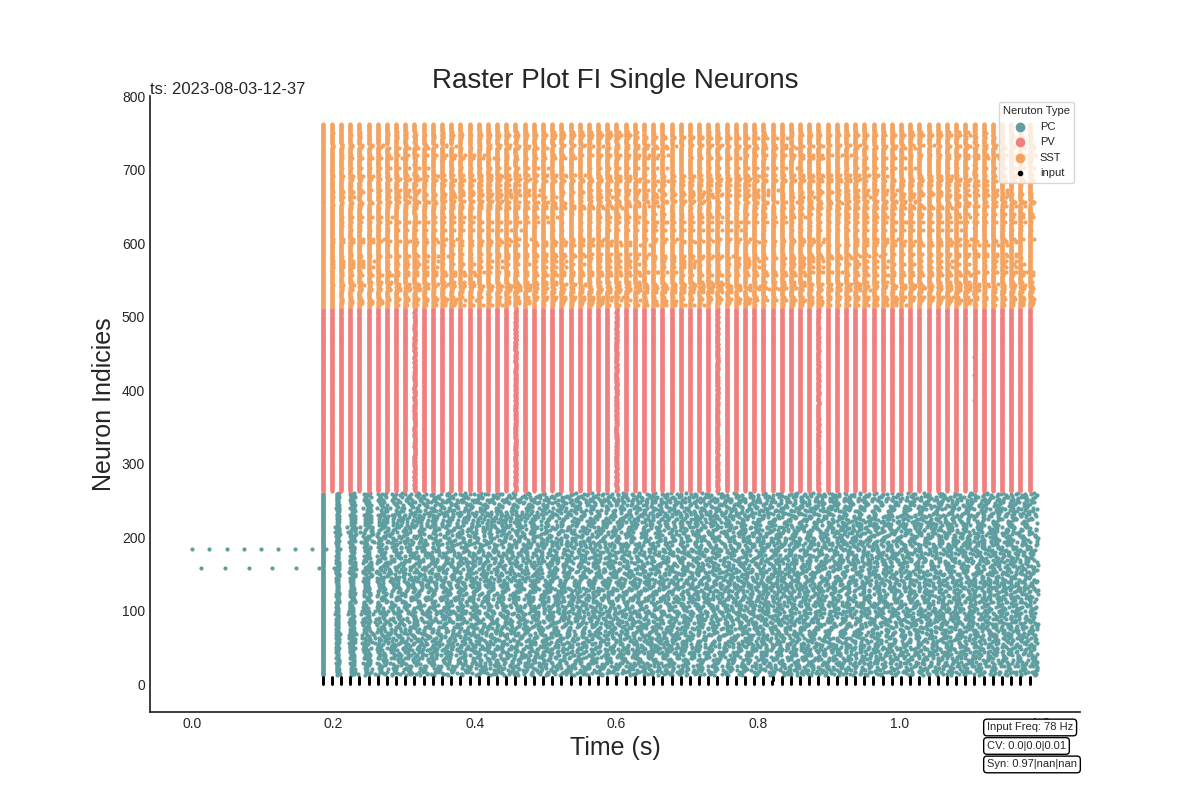 Raster Plot FI Single Neurons
ts: 2023-08-03-12-37
Neruton Type
PC
PV
SST
input
Neuron Indicies
800
700
600
500
400
300
200
100
0
0.0 0.2 0.4 0.6 0.8 1.0
Time (s)
Input Freq: 78 Hz
CV: 0.0|0.0|0.01
Syn: 0.97|nan|nan